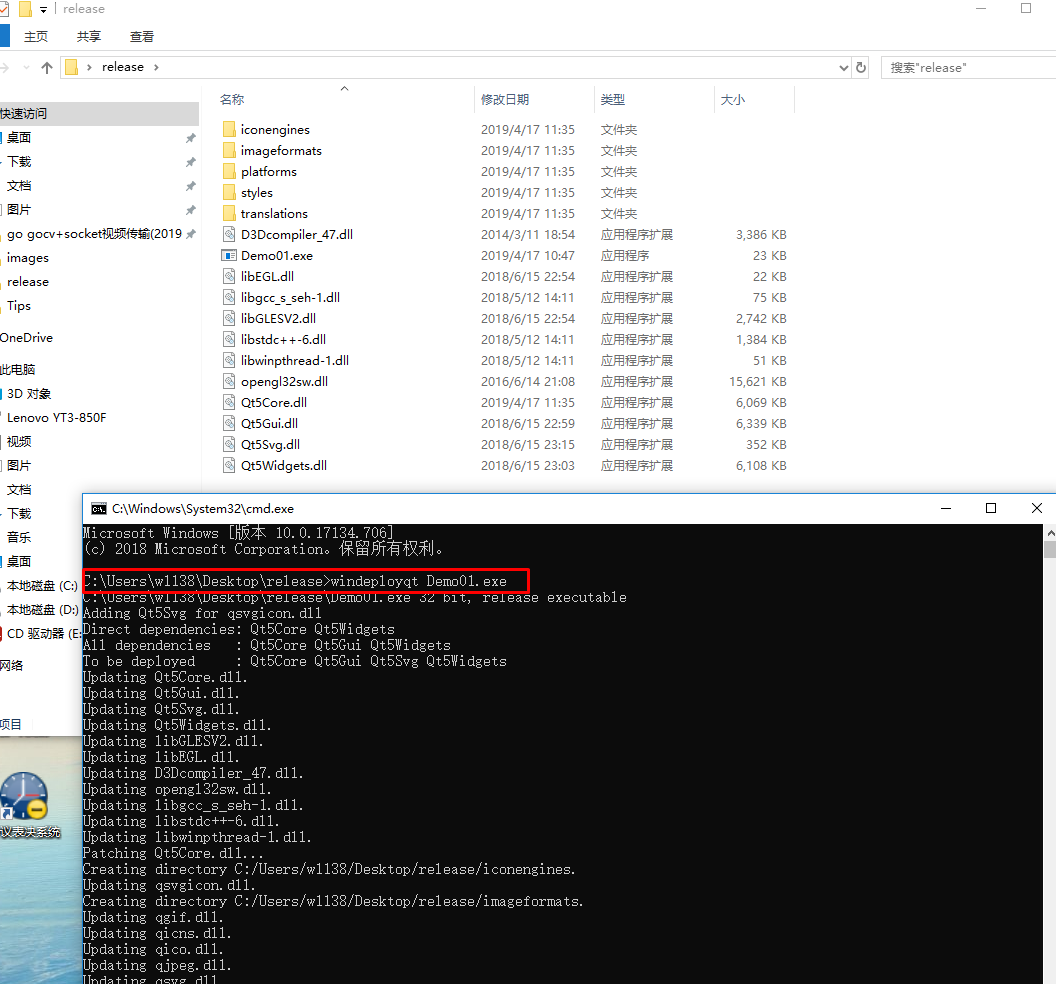 release
主页 共享 查看
release
搜索"release"
名称 修改日期 类型 大小
快速访问
桌面
下载
文档
图片
go gocv+socket视频传输(2019
images
release
Tips
OneDrive
此电脑
3D 对象
Lenovo YT3-850F
视频
图片
文档
下载
音乐
桌面
本地磁盘 (C:)
本地磁盘 (D:)
CD 驱动器 (E:
网络
项目
iconengines 2019/4/17 11:35 文件夹
imageformats 2019/4/17 11:35 文件夹
platforms 2019/4/17 11:35 文件夹
styles 2019/4/17 11:35 文件夹
translations 2019/4/17 11:35 文件夹
D3Dcompiler_47.dll 2014/3/11 18:54 应用程序扩展 3,386 KB
Demo01.exe 2019/4/17 10:47 应用程序 23 KB
libEGL.dll 2018/6/15 22:54 应用程序扩展 22 KB
libgcc_s_seh-1.dll 2018/5/12 14:11 应用程序扩展 75 KB
libGLESV2.dll 2018/6/15 22:54 应用程序扩展 2,742 KB
libstdc++-6.dll 2018/5/12 14:11 应用程序扩展 1,384 KB
libwinpthread-1.dll 2018/5/12 14:11 应用程序扩展 51 KB
opengl32sw.dll 2016/6/14 21:08 应用程序扩展 15,621 KB
Qt5Core.dll 2019/4/17 11:35 应用程序扩展 6,069 KB
Qt5Gui.dll 2018/6/15 22:59 应用程序扩展 6,339 KB
Qt5Svg.dll 2018/6/15 23:15 应用程序扩展 352 KB
Qt5Widgets.dll 2018/6/15 23:03 应用程序扩展 6,108 KB
C:\Windows\System32\cmd.exe
Microsoft Windows [版本 10.0.17134.706]
(c) 2018 Microsoft Corporation。保留所有权利。
C:\Users\w1138\Desktop\release>windeployqt Demo01.exe
C:\Users\w1138\Desktop\release\Demo01.exe 32 bit, release executable
Adding Qt5Svg for qsvgicon.dll
Direct dependencies: Qt5Core Qt5Widgets
All dependencies : Qt5Core Qt5Gui Qt5Widgets
To be deployed : Qt5Core Qt5Gui Qt5Svg Qt5Widgets
Updating Qt5Core.dll.
Updating Qt5Gui.dll.
Updating Qt5Svg.dll.
Updating Qt5Widgets.dll.
Updating libGLESV2.dll.
Updating libEGL.dll.
Updating D3Dcompiler_47.dll.
Updating opengl32sw.dll.
Updating libgcc_s_seh-1.dll.
Updating libstdc++-6.dll.
Updating libwinpthread-1.dll.
Patching Qt5Core.dll...
Creating directory C:/Users/w1138/Desktop/release/iconengines.
Updating qsvgicon.dll.
Creating directory C:/Users/w1138/Desktop/release/imageformats.
Updating qgif.dll.
Updating qicns.dll.
Updating qico.dll.
Updating qjpeg.dll.
Updating qsvg.dll
议表决系统